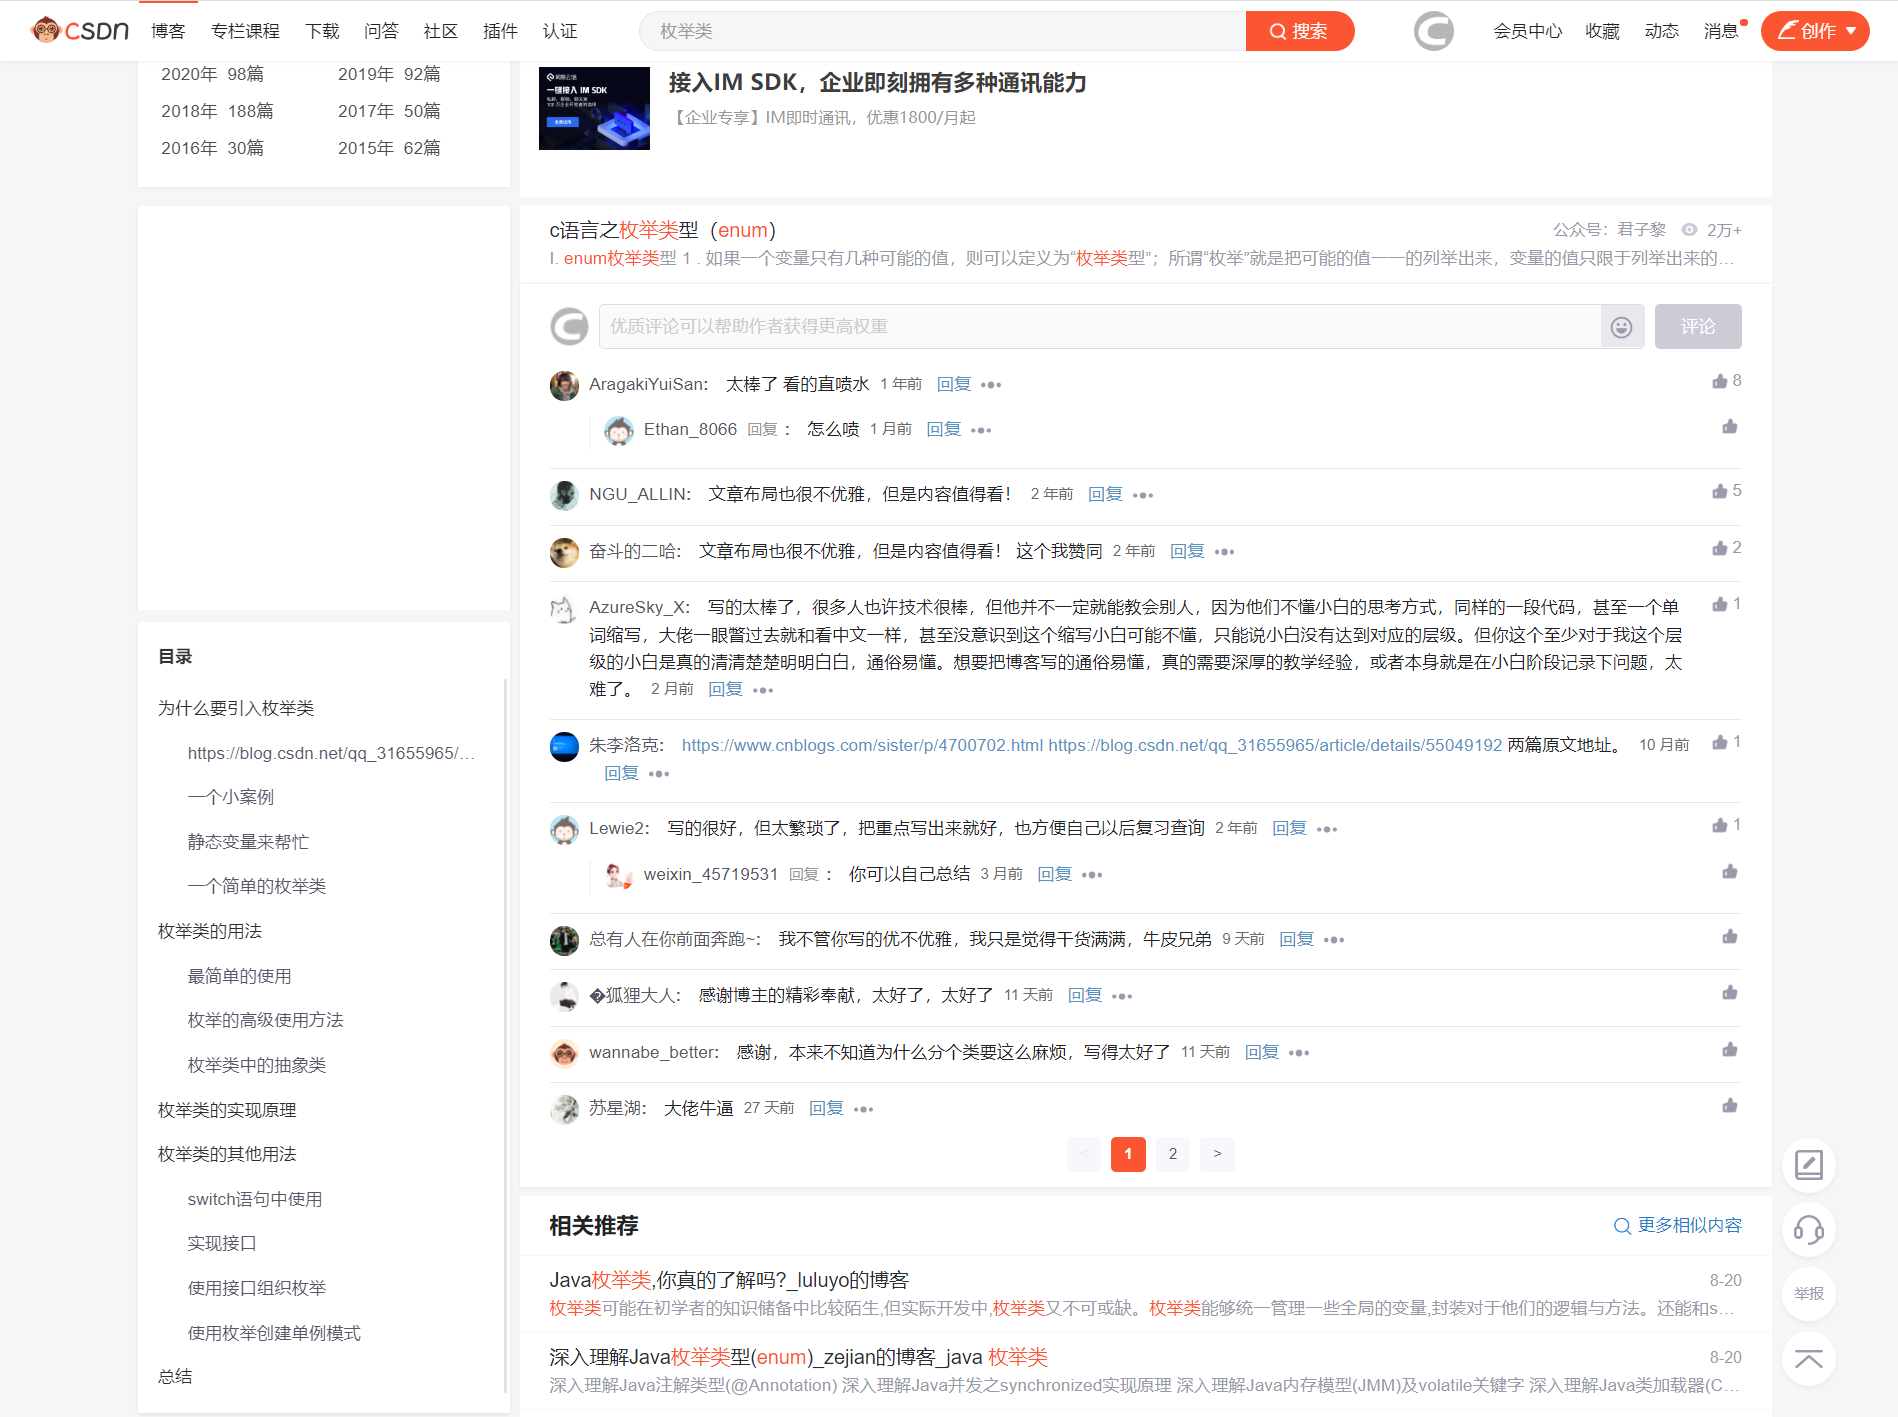 CSDN 博客 专栏课程 下载 问答 社区 插件 认证 枚举类 搜索 会员中心 收藏 动态 消息 创作
2020年 98篇 2019年 92篇
2018年 188篇 2017年 50篇
2016年 30篇 2015年 62篇
目录
为什么要引入枚举类
https://blog.csdn.net/qq_31655965/…
一个小案例
静态变量来帮忙
一个简单的枚举类
枚举类的用法
最简单的使用
枚举的高级使用方法
枚举类中的抽象类
枚举类的实现原理
枚举类的其他用法
switch语句中使用
实现接口
使用接口组织枚举
使用枚举创建单例模式
总结
一键接入 IM SDK
接入IM SDK，企业即刻拥有多种通讯能力
【企业专享】IM即时通讯，优惠1800/月起
c语言之枚举类型（enum） 公众号：君子黎 2万+
I. enum枚举类型 1 . 如果一个变量只有几种可能的值，则可以定义为“枚举类型”；所谓“枚举”就是把可能的值一一的列举出来，变量的值只限于列举出来的…
优质评论可以帮助作者获得更高权重 评论
AragakiYuiSan: 太棒了 看的直喷水 1 年前 回复 8
Ethan_8066 回复： 怎么喷 1 月前 回复
NGU_ALLIN: 文章布局也很不优雅，但是内容值得看！ 2 年前 回复 5
奋斗的二哈: 文章布局也很不优雅，但是内容值得看！ 这个我赞同 2 年前 回复 2
AzureSky_X: 写的太棒了，很多人也许技术很棒，但他并不一定就能教会别人，因为他们不懂小白的思考方式，同样的一段代码，甚至一个单 1
词缩写，大佬一眼瞥过去就和看中文一样，甚至没意识到这个缩写小白可能不懂，只能说小白没有达到对应的层级。但你这个至少对于我这个层
级的小白是真的清清楚楚明明白白，通俗易懂。想要把博客写的通俗易懂，真的需要深厚的教学经验，或者本身就是在小白阶段记录下问题，太
难了。 2 月前 回复
朱李洛克: https://www.cnblogs.com/sister/p/4700702.html https://blog.csdn.net/qq_31655965/article/details/55049192 两篇原文地址。 10 月前 1
回复
Lewie2: 写的很好，但太繁琐了，把重点写出来就好，也方便自己以后复习查询 2 年前 回复 1
weixin_45719531 回复： 你可以自己总结 3 月前 回复
总有人在你前面奔跑~: 我不管你写的优不优雅，我只是觉得干货满满，牛皮兄弟 9 天前 回复
�狐狸大人: 感谢博主的精彩奉献，太好了，太好了 11 天前 回复
wannabe_better: 感谢，本来不知道为什么分个类要这么麻烦，写得太好了 11 天前 回复
苏星湖: 大佬牛逼 27 天前 回复
< 1 2 >
相关推荐 更多相似内容
Java枚举类,你真的了解吗?_luluyo的博客 8-20
枚举类可能在初学者的知识储备中比较陌生,但实际开发中,枚举类又不可或缺。枚举类能够统一管理一些全局的变量,封装对于他们的逻辑与方法。还能和s…
深入理解Java枚举类型(enum)_zejian的博客_java 枚举类 8-20
深入理解Java注解类型(@Annotation) 深入理解Java并发之synchronized实现原理 深入理解Java内存模型(JMM)及volatile关键字 深入理解Java类加载器(C…
举报